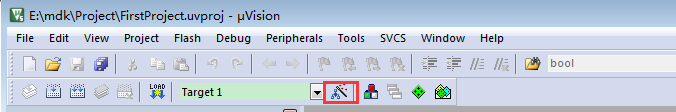 E:\mdk\Project\FirstProject.uvproj - µVision
File Edit View Project Flash Debug Peripherals Tools SVCS Window Help
bool
LOAD Target 1